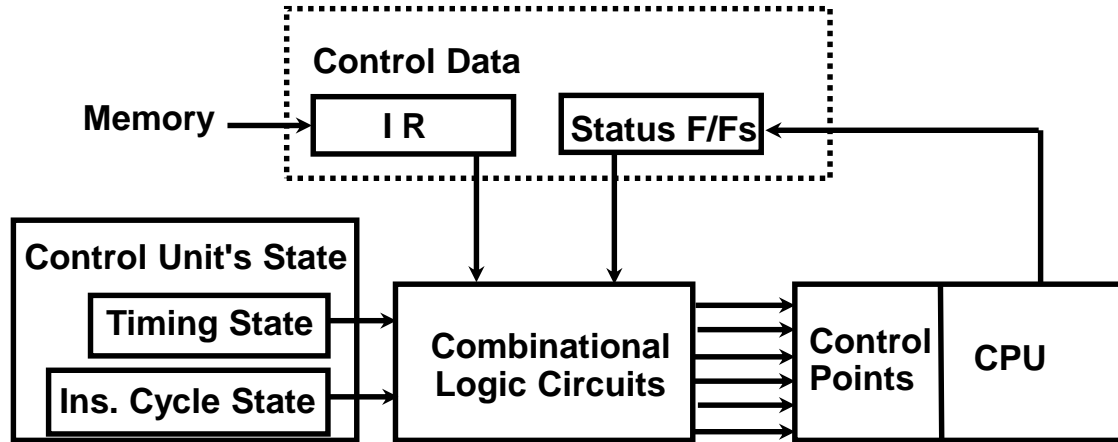 Control Data
Memory
I R
Status F/Fs
Control Unit's State
Timing State
Ins. Cycle State
Combinational
Logic Circuits
Control
Points
CPU